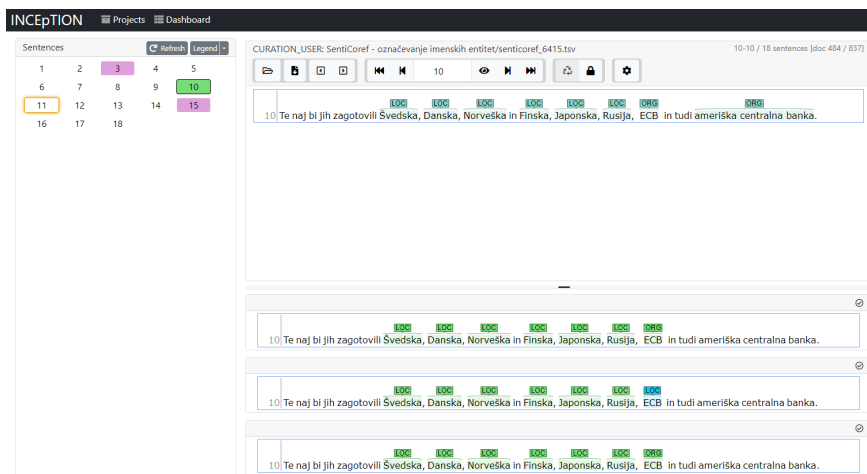 INCEpTION Projects Dashboard
Sentences Refresh Legend
1 2 3 4 5
6 7 8 9 10
11 12 13 14 15
16 17 18
CURATION_USER: SentiCoref - označevanje imenskih entitet/senticoref_6415.tsv 10-10 / 18 sentences [doc 484 / 837]
10
LOC LOC LOC LOC LOC LOC ORG ORG
10 Te naj bi jih zagotovili Švedska, Danska, Norveška in Finska, Japonska, Rusija, ECB in tudi ameriška centralna banka.
LOC LOC LOC LOC LOC LOC ORG
10 Te naj bi jih zagotovili Švedska, Danska, Norveška in Finska, Japonska, Rusija, ECB in tudi ameriška centralna banka.
LOC LOC LOC LOC LOC LOC LOC
10 Te naj bi jih zagotovili Švedska, Danska, Norveška in Finska, Japonska, Rusija, ECB in tudi ameriška centralna banka.
LOC LOC LOC LOC LOC LOC ORG
10 Te naj bi jih zagotovili Švedska, Danska, Norveška in Finska, Japonska, Rusija, ECB in tudi ameriška centralna banka.